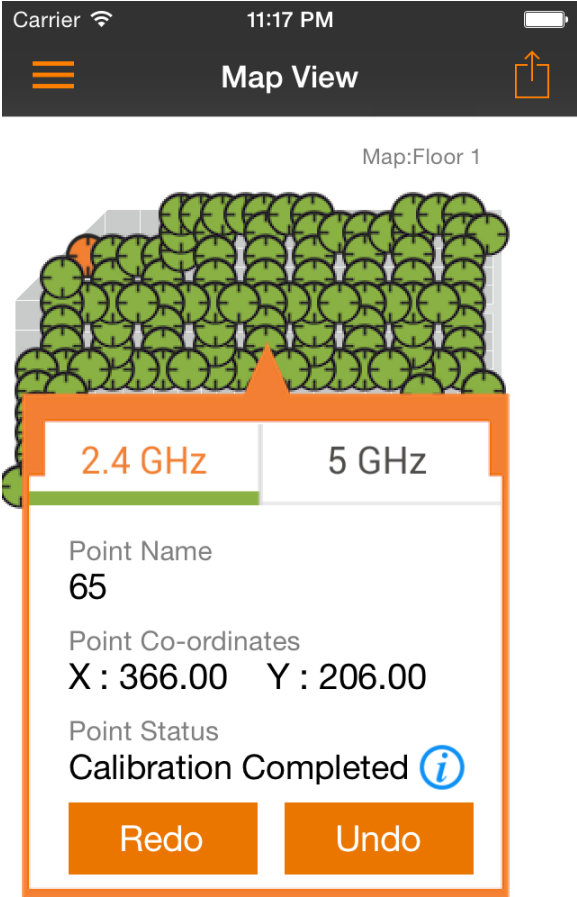 Carrier 11:17 PM
Map View
Map:Floor 1
2.4 GHz 5 GHz
Point Name
65
Point Co-ordinates
X : 366.00 Y : 206.00
Point Status
Calibration Completed i
Redo Undo